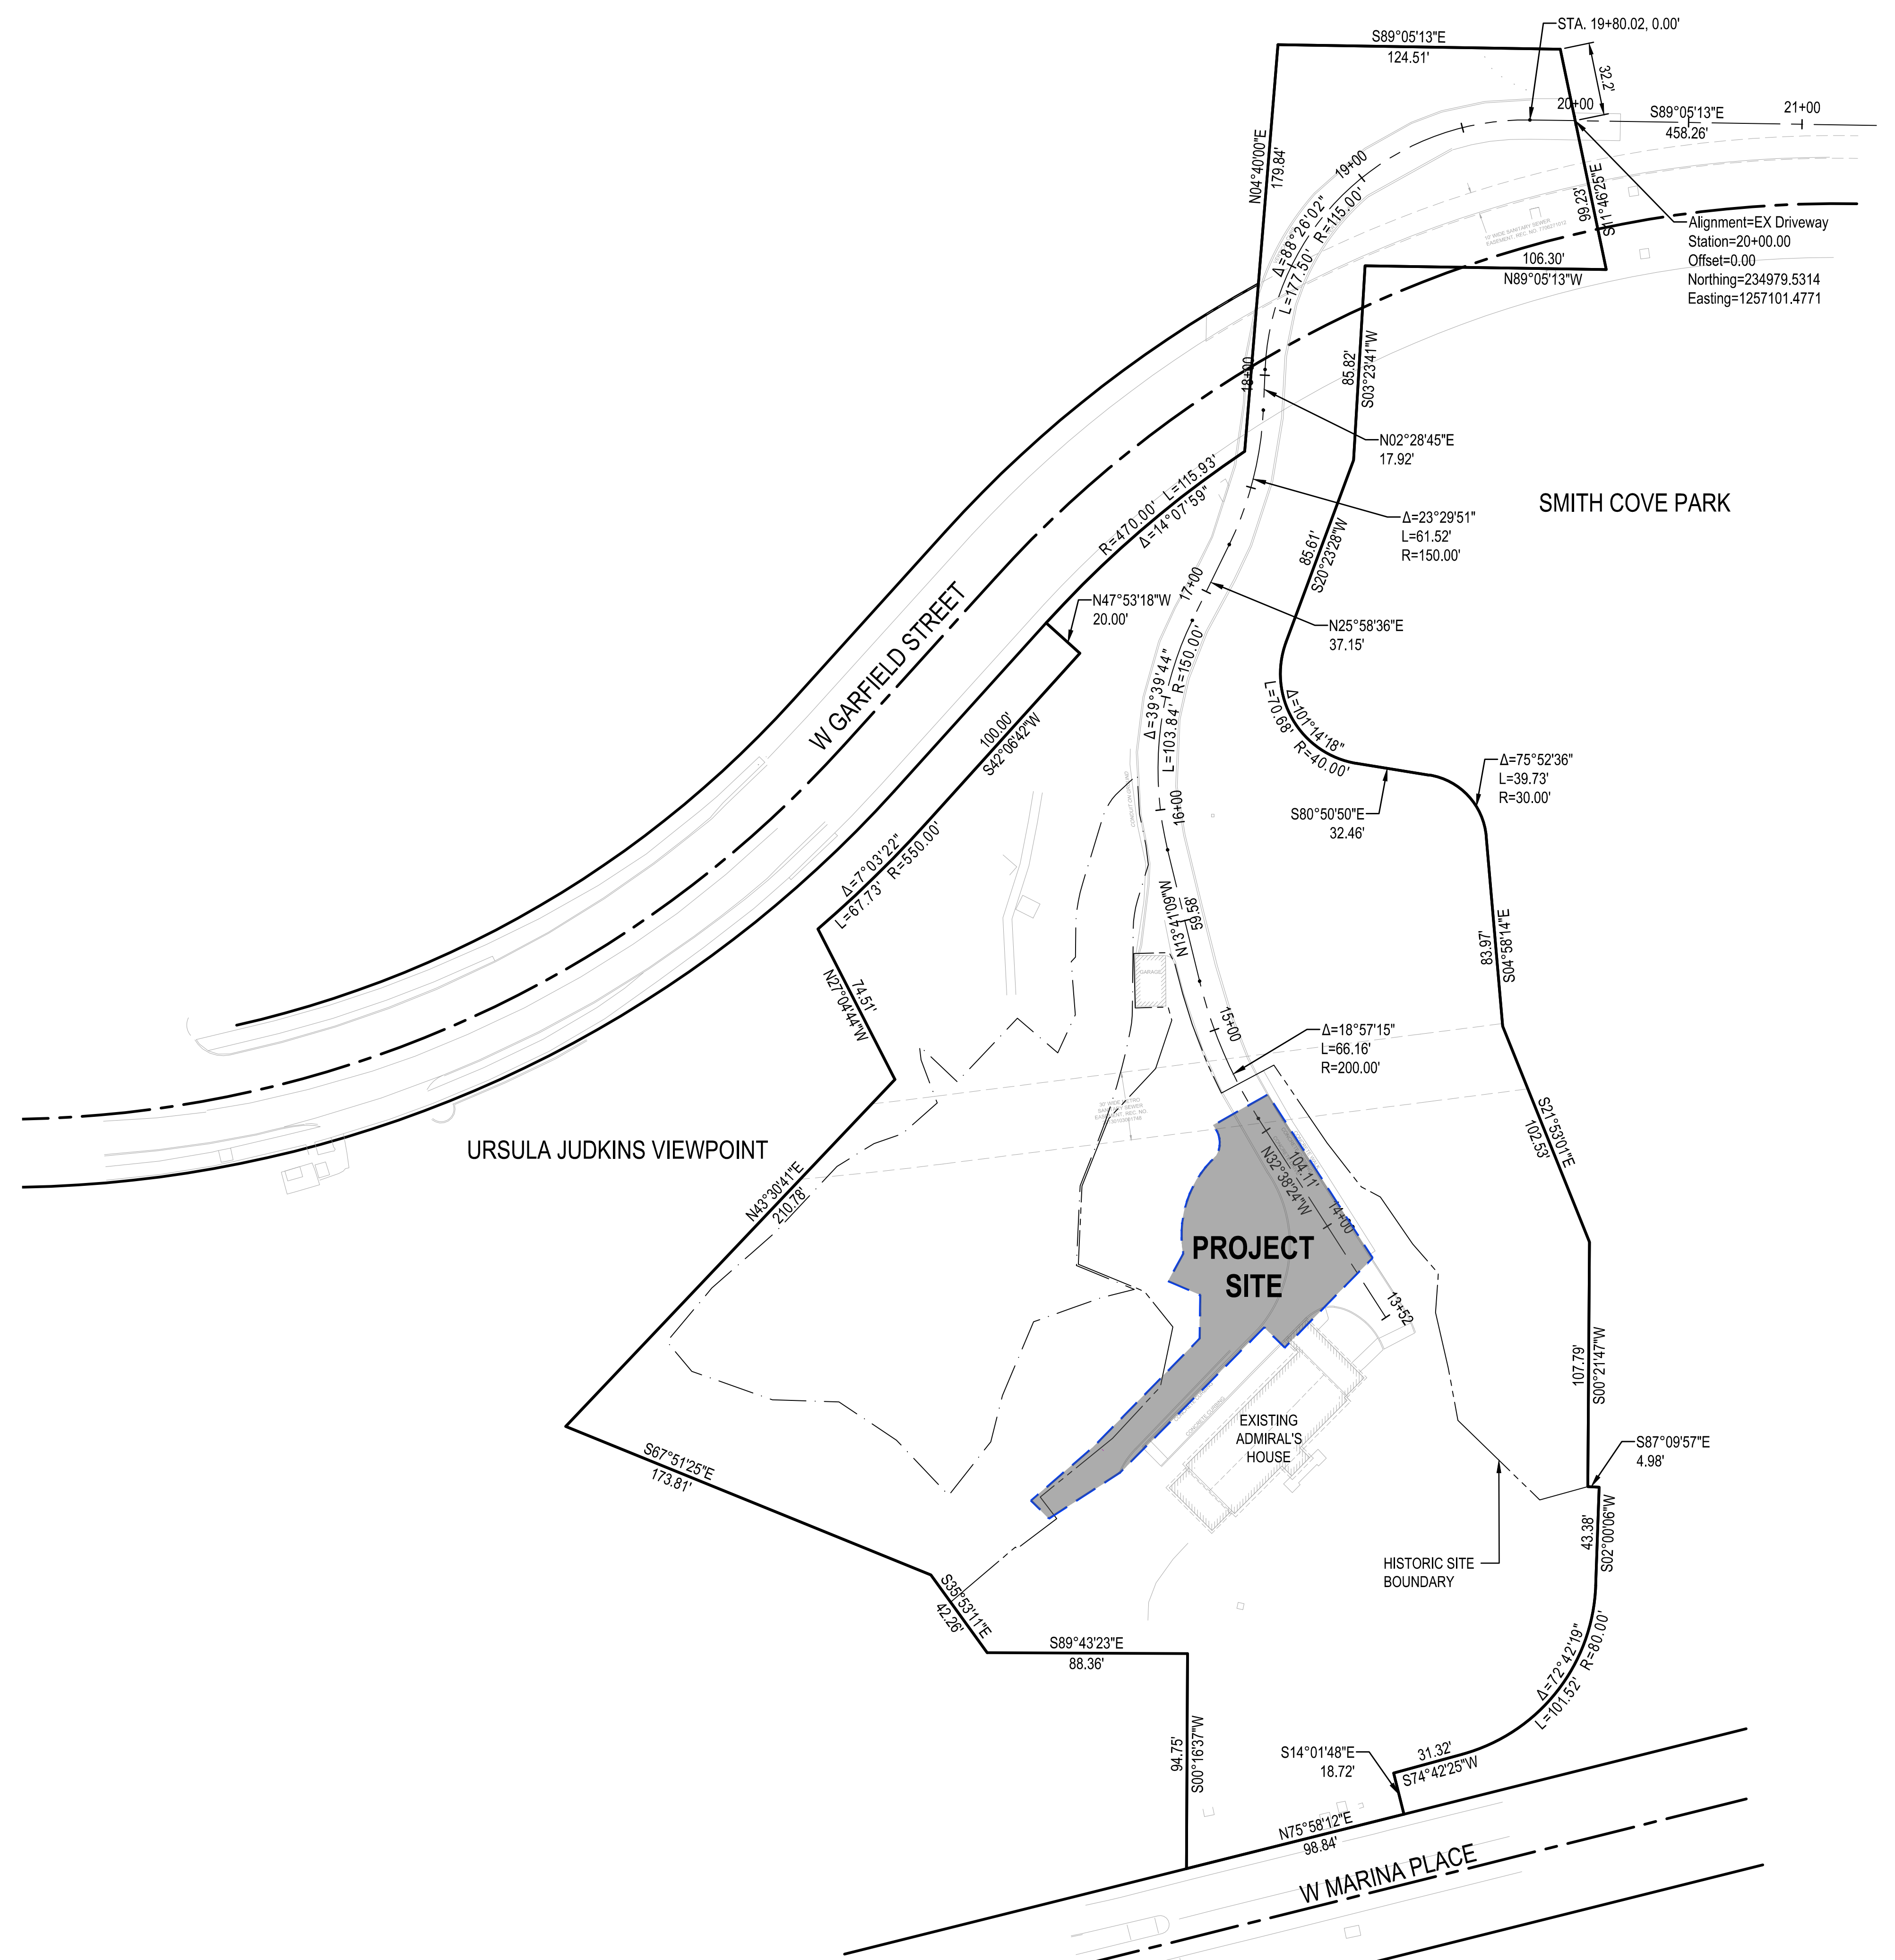 STA. 19+80.02, 0.00'
S89°05'13"E
124.51'
32.2'
20+00
S89°05'13"E
458.26'
21+00
N04°40'00"E
179.84'
19+00
Δ=88°26'02"
R=115.00'
L=177.50'
99.23'
S11°46'25"E
10' WIDE SANITARY SEWER
Alignment=EX Driveway
Station=20+00.00
Offset=0.00
Northing=234979.5314
Easting=1257101.4771
106.30'
N89°05'13"W
18+00
85.82'
S03°23'41"W
N02°28'45"E
17.92'
R=470.00' L=115.93'
Δ=14°07'59"
SMITH COVE PARK
Δ=23°29'51"
L=61.52'
R=150.00'
85.61'
S20°23'28"W
17+00
N47°53'18"W
20.00'
N25°58'36"E
37.15'
W GARFIELD STREET
Δ=39°39'44"
R=150.00'
L=103.84'
100.00'
S42°06'42"W
Δ=101°14'18"
L=70.68' R=40.00'
Δ=75°52'36"
L=39.73'
R=30.00'
S80°50'50"E
32.46'
16+00
Δ=7°03'22"
L=67.73' R=550.00'
N13°41'09"W
59.58'
83.97'
S04°58'14"E
74.51'
N27°04'44"W
GARAGE
15+00
Δ=18°57'15"
L=66.16'
R=200.00'
S21°53'01"E
102.53'
URSULA JUDKINS VIEWPOINT
N43°30'41"E
210.78'
104.11'
N32°38'24"W
14+00
PROJECT
SITE
13+52
107.79'
S00°21'47"W
CONCRETE CURBING
EXISTING
ADMIRAL'S
HOUSE
S67°51'25"E
173.81'
S87°09'57"E
4.98'
43.38'
S02°00'06"W
HISTORIC SITE
BOUNDARY
S35°53'11"E
42.26'
S89°43'23"E
88.36'
Δ=72°42'19"
L=101.52' R=80.00'
94.75'
S00°16'37"W
S14°01'48"E
18.72'
31.32'
S74°42'25"W
N75°58'12"E
98.84'
W MARINA PLACE